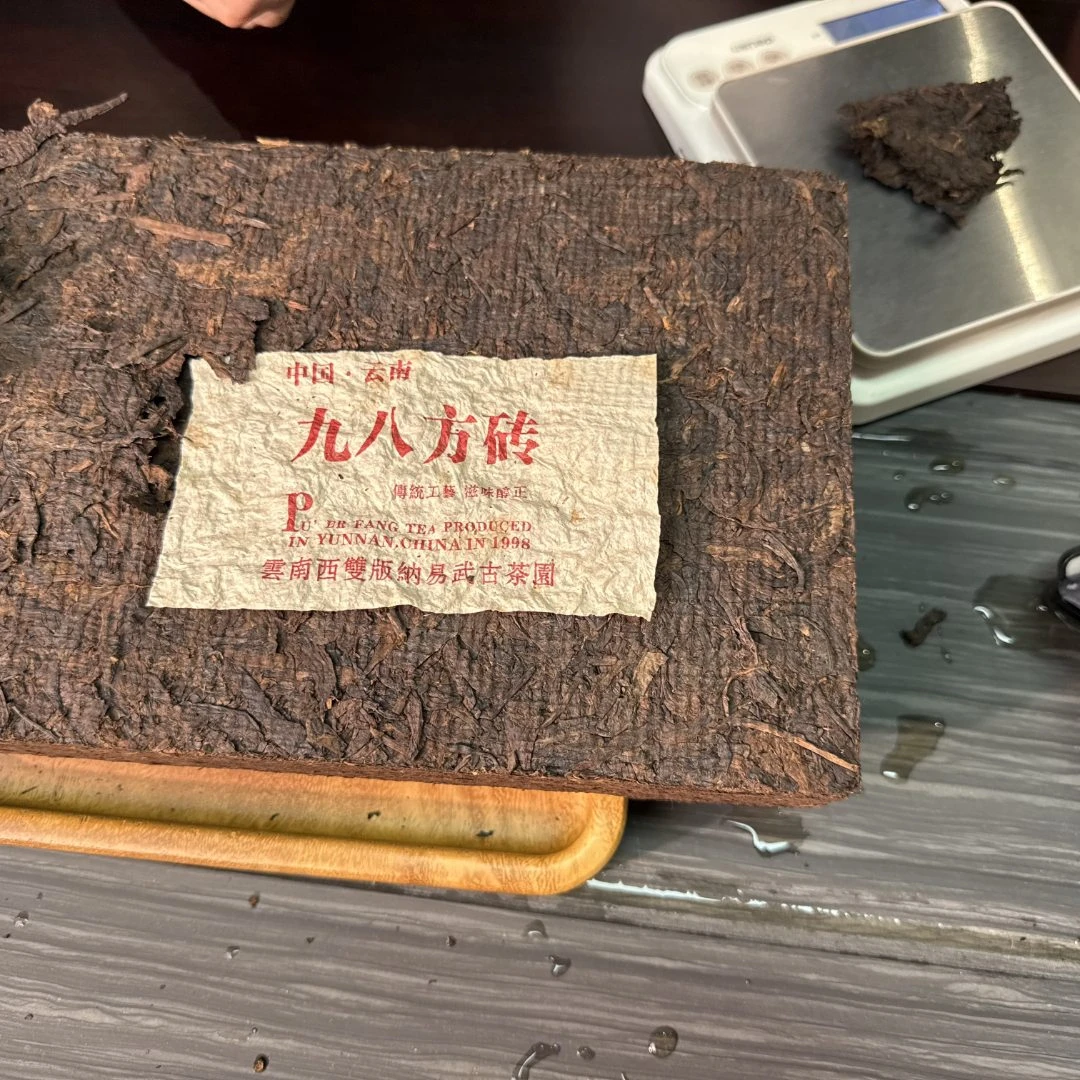 中国·云南
九八方砖
傳統工藝 滋味醇正
PU' ER FANG TEA PRODUCED
IN YUNNAN.CHINA IN 1998
雲南西雙版納易武古茶園